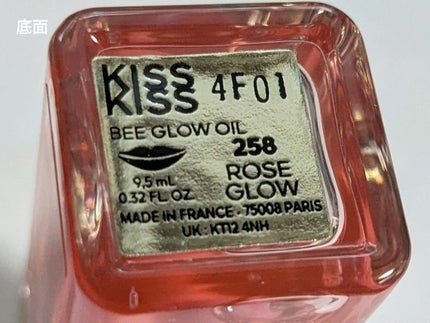 底面
KISS
KISS 4F01
BEE GLOW OIL
258
ROSE
GLOW
9,5 mL
0.32 FL. OZ.
MADE IN FRANCE - 75008 PARIS
UK : KT12 4NH